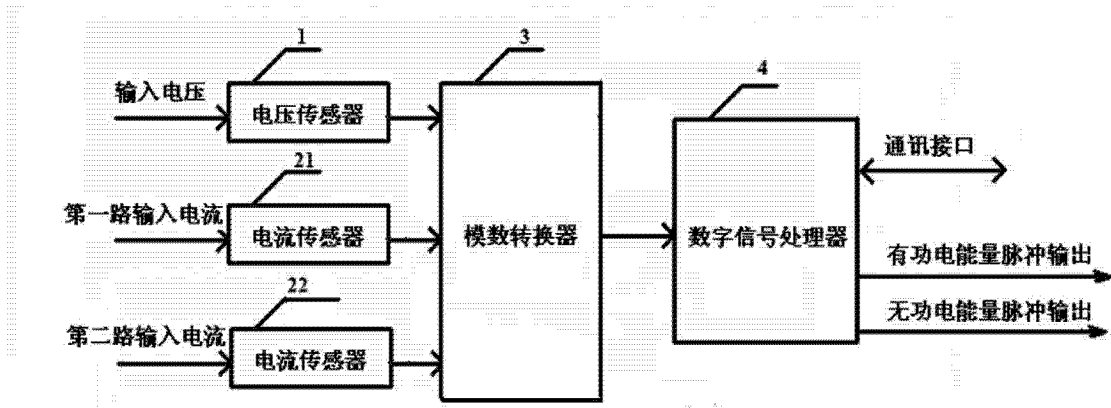 1
3
4
输入电压
电压传感器
通讯接口
21
第一路输入电流
电流传感器
模数转换器
数字信号处理器
有功电能量脉冲输出
22
无功电能量脉冲输出
第二路输入电流
电流传感器